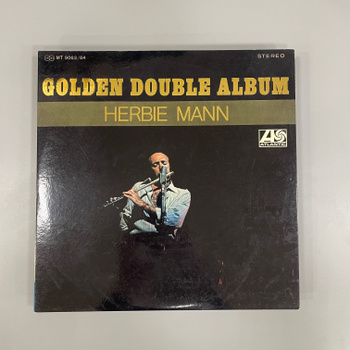 MT 9063/64
STEREO
GOLDEN DOUBLE ALBUM
HERBIE MANN
ATLANTIC